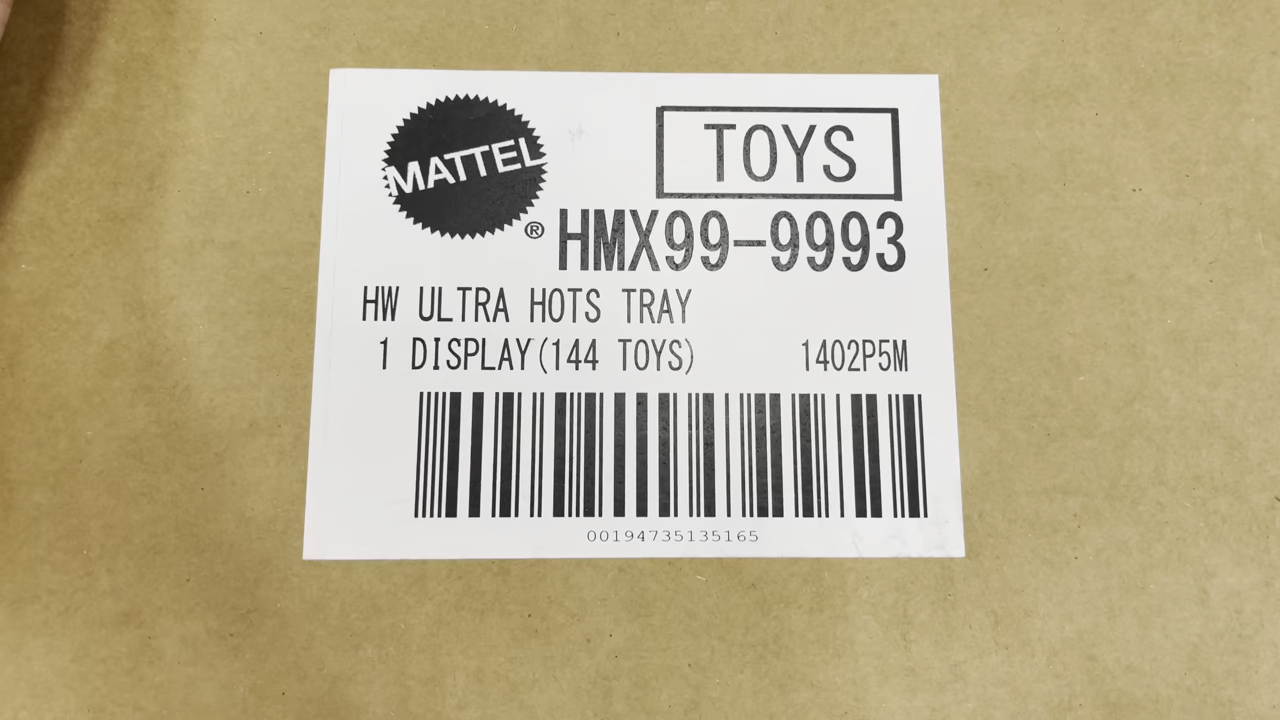 MATTEL
®
TOYS
HMX99-9993
HW ULTRA HOTS TRAY
1 DISPLAY(144 TOYS) 1402P5M
00194735135165